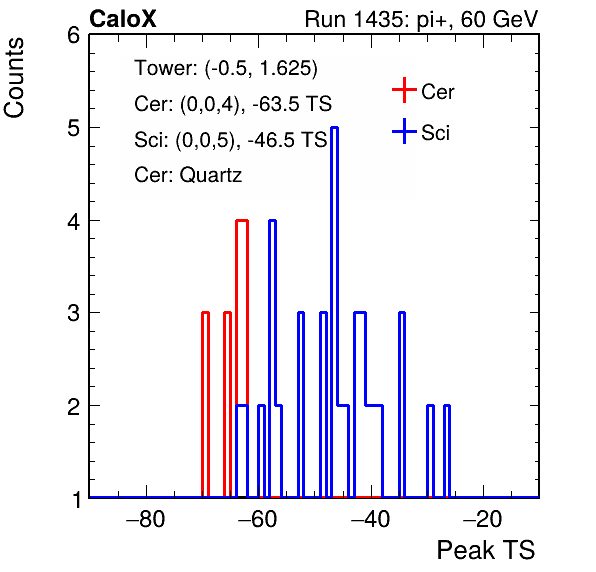 CaloX Run 1435: pi+, 60 GeV
Counts
6
5
4
3
2
1
Tower: (-0.5, 1.625)
Cer: (0,0,4), -63.5 TS
Sci: (0,0,5), -46.5 TS
Cer: Quartz
Cer
Sci
−80 −60 −40 −20
Peak TS